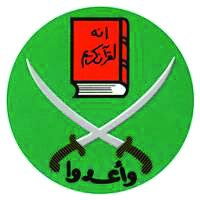 انه
لقرآن كريم
وأعدوا